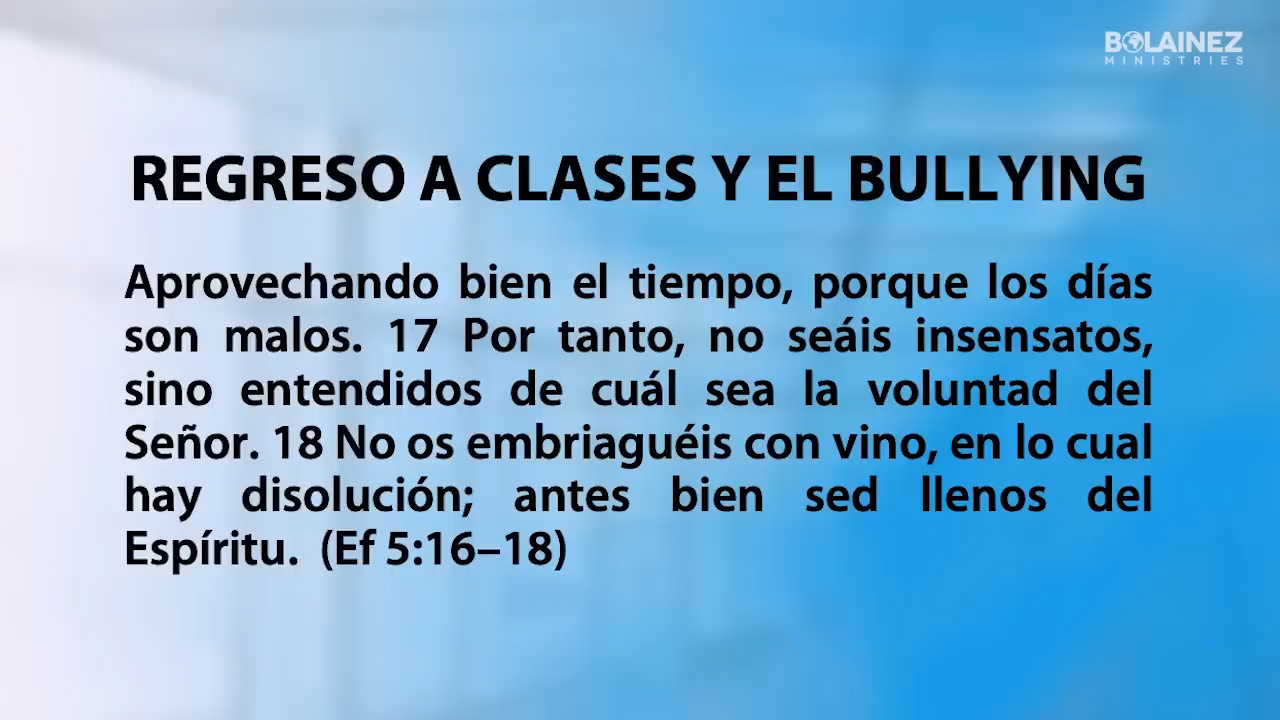 BOLAINEZ
MINISTRIES
REGRESO A CLASES Y EL BULLYING
Aprovechando bien el tiempo, porque los días
son malos. 17 Por tanto, no seáis insensatos,
sino entendidos de cuál sea la voluntad del
Señor. 18 No os embriaguéis con vino, en lo cual
hay disolución; antes bien sed llenos del
Espíritu. (Ef 5:16–18)